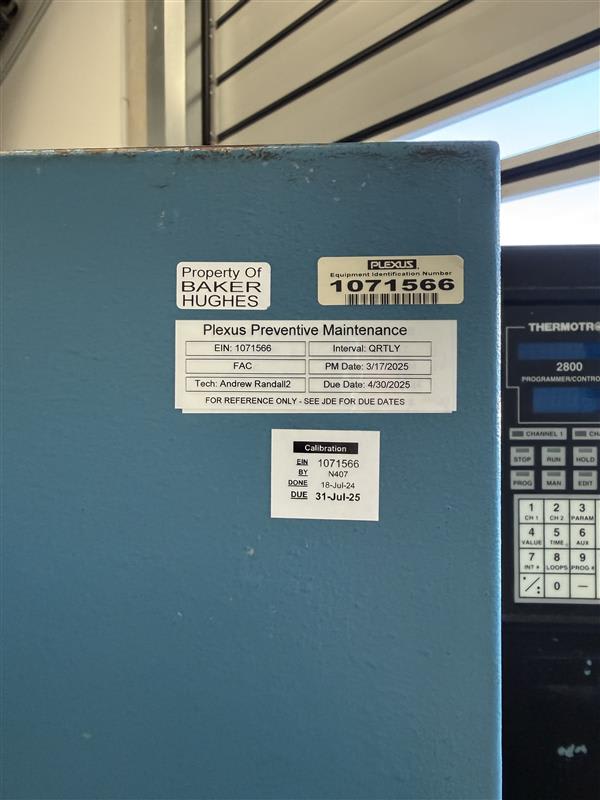 Property Of
BAKER
HUGHES
PLEXUS
Equipment Identification Number
1071566
Plexus Preventive Maintenance
EIN: 1071566
Interval: QRTLY
FAC
PM Date: 3/17/2025
Tech: Andrew Randall2
Due Date: 4/30/2025
FOR REFERENCE ONLY - SEE JDE FOR DUE DATES
Calibration
EIN 1071566
BY N407
DONE 18-Jul-24
DUE 31-Jul-25
2800
CHANNEL 1
STOP RUN HOLD
PROG MAN EDIT
1 2 3
CH 1 CH 2 PARAM
4 5 6
VALUE TIME AUX
7 8 9
INT # LOOPS PROG #
0 —